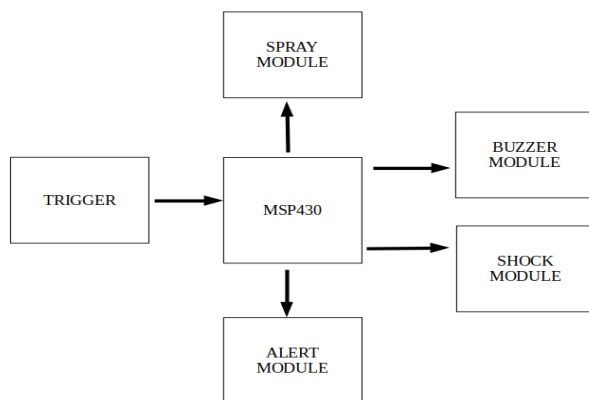 SPRAY
MODULE
BUZZER
MODULE
TRIGGER
MSP430
SHOCK
MODULE
ALERT
MODULE